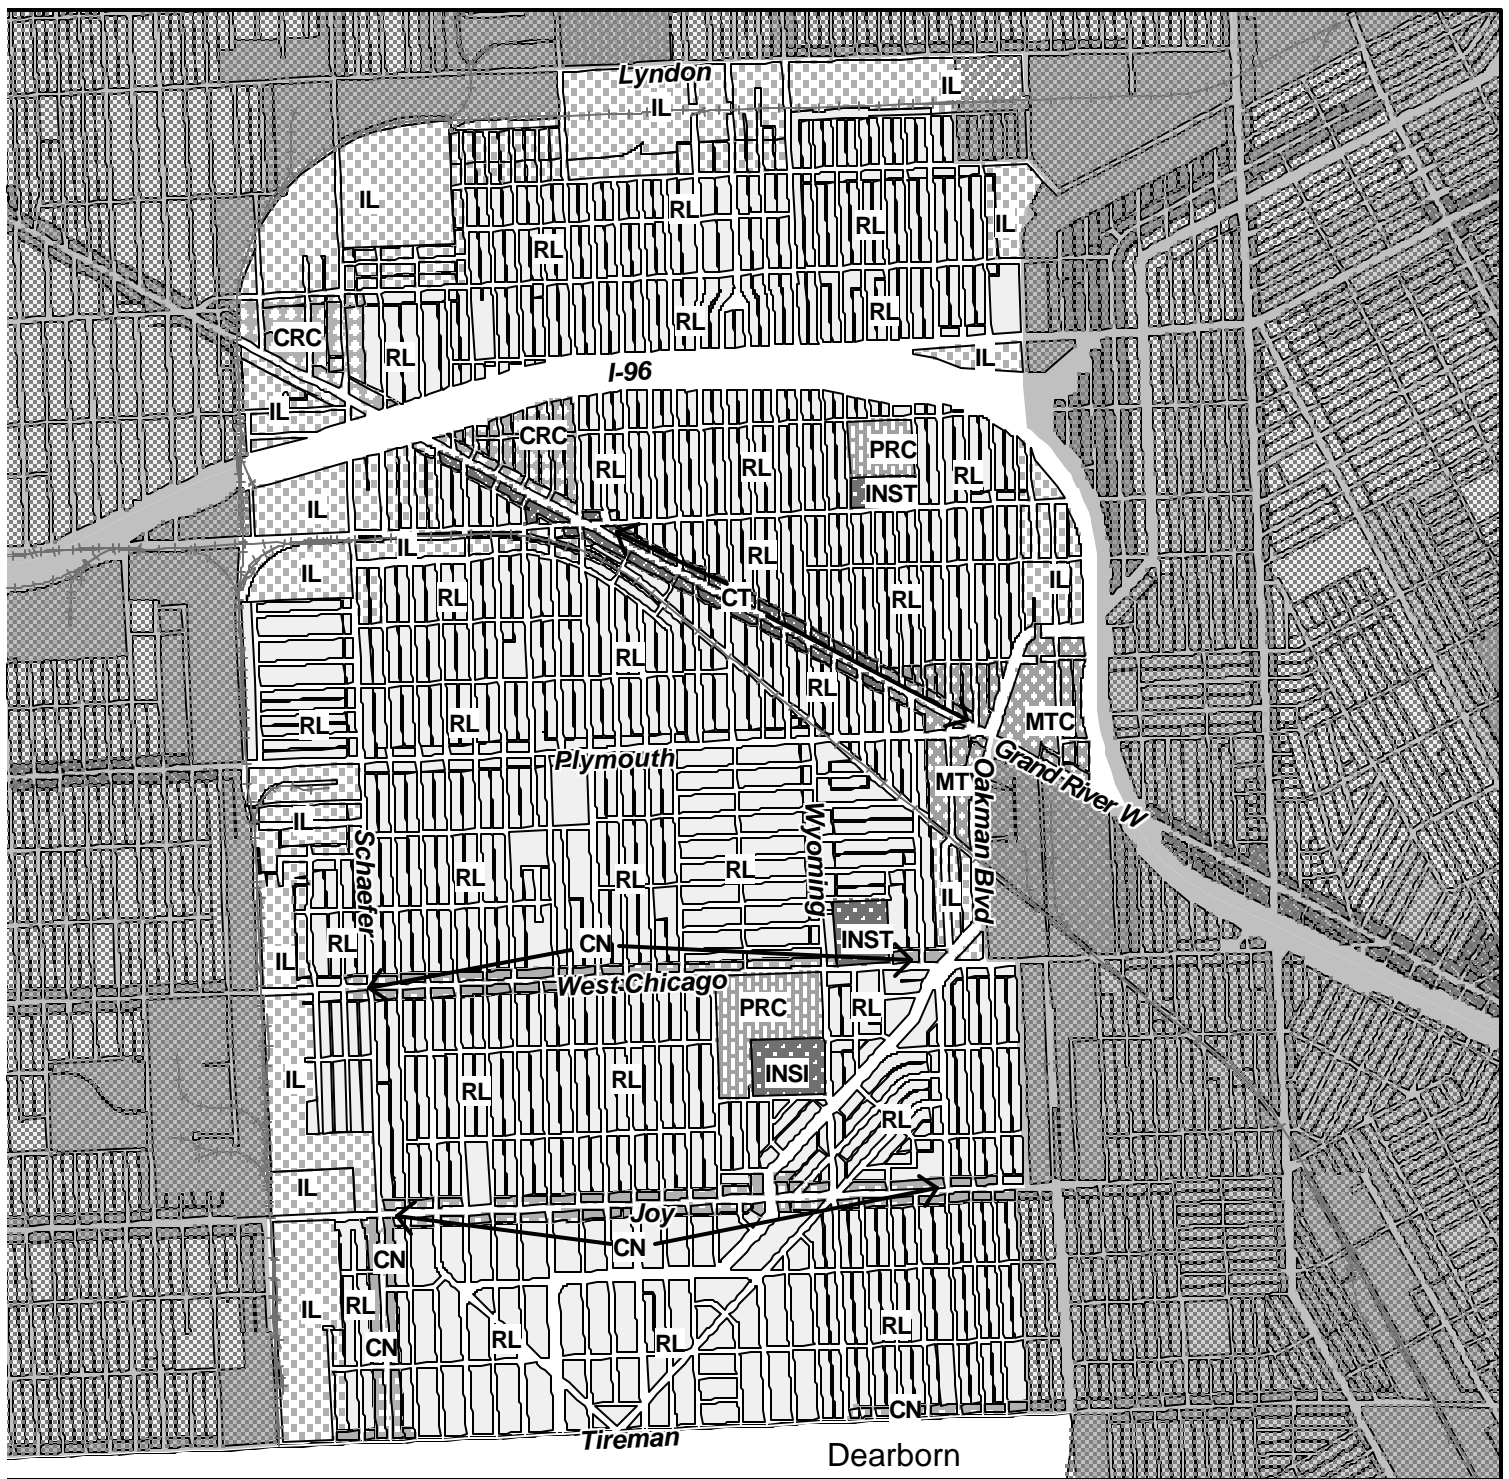 Lyndon
IL
IL
IL
RL
RL
IL
RL
RL
RL
CRC
RL
IL
I-96
IL
CRC
PRC
RL
RL
RL
INST
IL
IL
RL
IL
IL
RL
CT
RL
RL
RL
RL
RL
MTC
Plymouth
Grand River W
MT
Oakman Blvd
Wyoming
Schaefer
IL
RL
RL
RL
IL
RL
CN
INST
IL
West Chicago
PRC
RL
INSI
IL
RL
RL
RL
IL
Joy
CN
CN
RL
IL
RL
CN
RL
RL
CN
Tireman
Dearborn